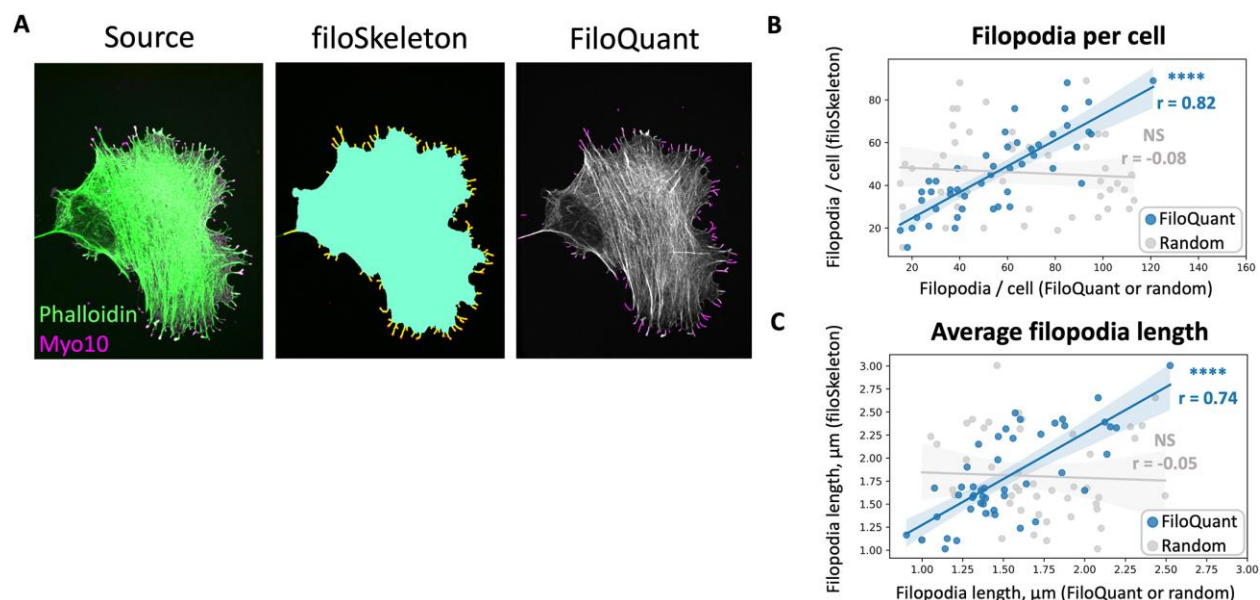 A
Source
filoSkeleton
FiloQuant
Phalloidin
Myo10
B
Filopodia per cell
Filopodia / cell (filoSkeleton)
80
60
40
20
****
r = 0.82
NS
r = -0.08
FiloQuant
Random
20 40 60 80 100 120 140 160
Filopodia / cell (FiloQuant or random)
C
Average filopodia length
Filopodia length, µm (filoSkeleton)
3.00
2.75
2.50
2.25
2.00
1.75
1.50
1.25
1.00
****
r = 0.74
NS
r = -0.05
FiloQuant
Random
1.00 1.25 1.50 1.75 2.00 2.25 2.50 2.75 3.00
Filopodia length, µm (FiloQuant or random)